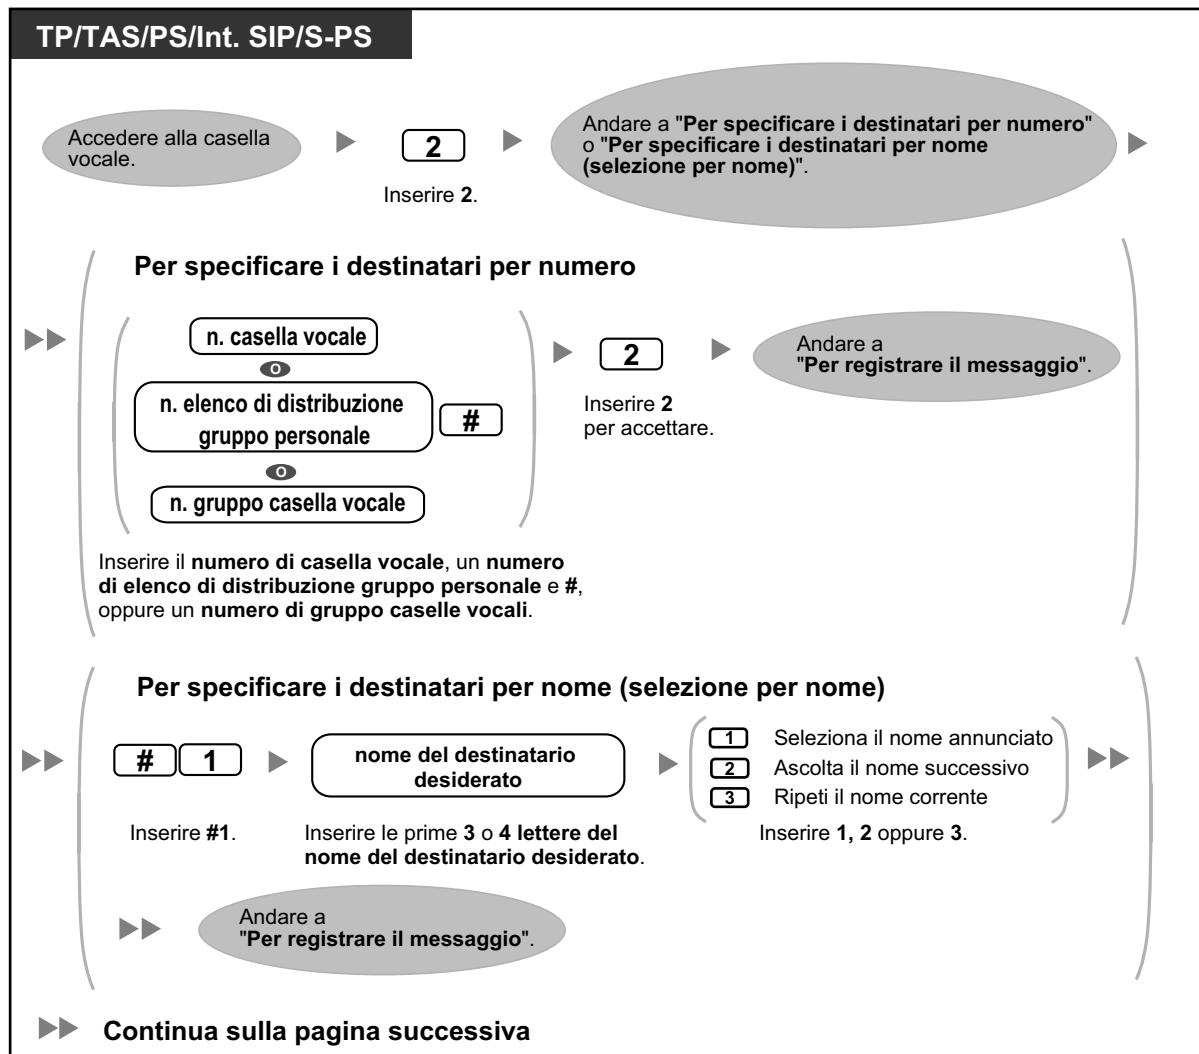 TP/TAS/PS/Int. SIP/S-PS
Accedere alla casella
vocale.
2
Inserire 2.
Andare a "Per specificare i destinatari per numero"
o "Per specificare i destinatari per nome
(selezione per nome)".
Per specificare i destinatari per numero
n. casella vocale
o
n. elenco di distribuzione
gruppo personale
#
o
n. gruppo casella vocale
Inserire il numero di casella vocale, un numero
di elenco di distribuzione gruppo personale e #,
oppure un numero di gruppo caselle vocali.
2
Inserire 2
per accettare.
Andare a
"Per registrare il messaggio".
Per specificare i destinatari per nome (selezione per nome)
# 1
Inserire #1.
nome del destinatario
desiderato
Inserire le prime 3 o 4 lettere del
nome del destinatario desiderato.
1 Seleziona il nome annunciato
2 Ascolta il nome successivo
3 Ripeti il nome corrente
Inserire 1, 2 oppure 3.
Andare a
"Per registrare il messaggio".
Continua sulla pagina successiva